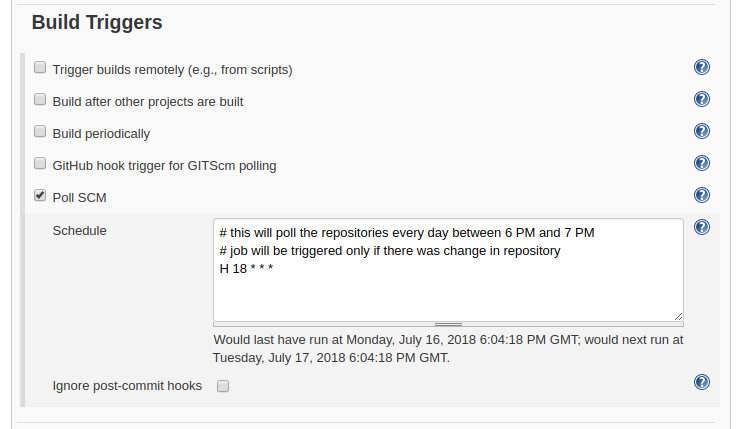 Build Triggers
Trigger builds remotely (e.g., from scripts)
Build after other projects are built
Build periodically
GitHub hook trigger for GITScm polling
Poll SCM
Schedule
# this will poll the repositories every day between 6 PM and 7 PM
# job will be triggered only if there was change in repository
H 18 * * *
Would last have run at Monday, July 16, 2018 6:04:18 PM GMT; would next run at
Tuesday, July 17, 2018 6:04:18 PM GMT.
Ignore post-commit hooks